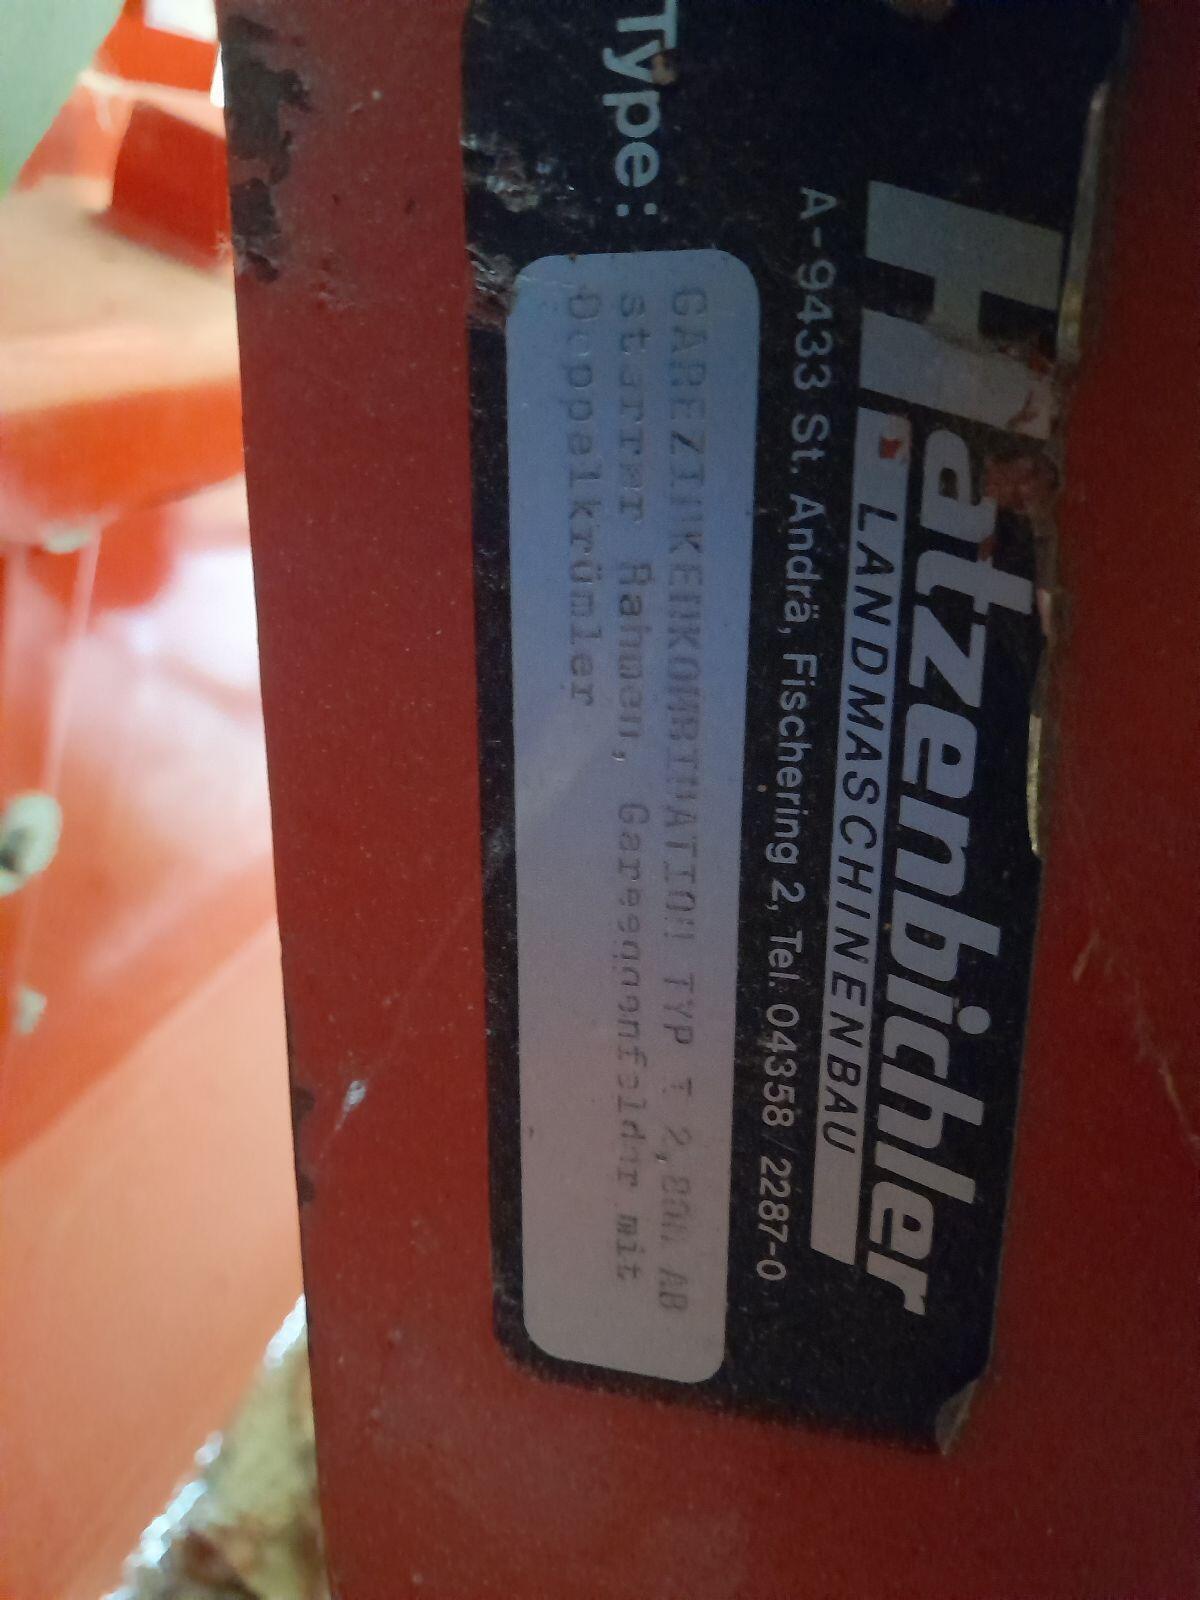 Hatzenbichler
LANDMASCHINENBAU
A-9433 St. Andrä, Fischering 2, Tel. 04358/2287-0
Type:
GAREZINKENKOMBINATION TYP T 2,80M AB
starrer Rahmen, Gareeggenfelder mit
Doppelkrümler